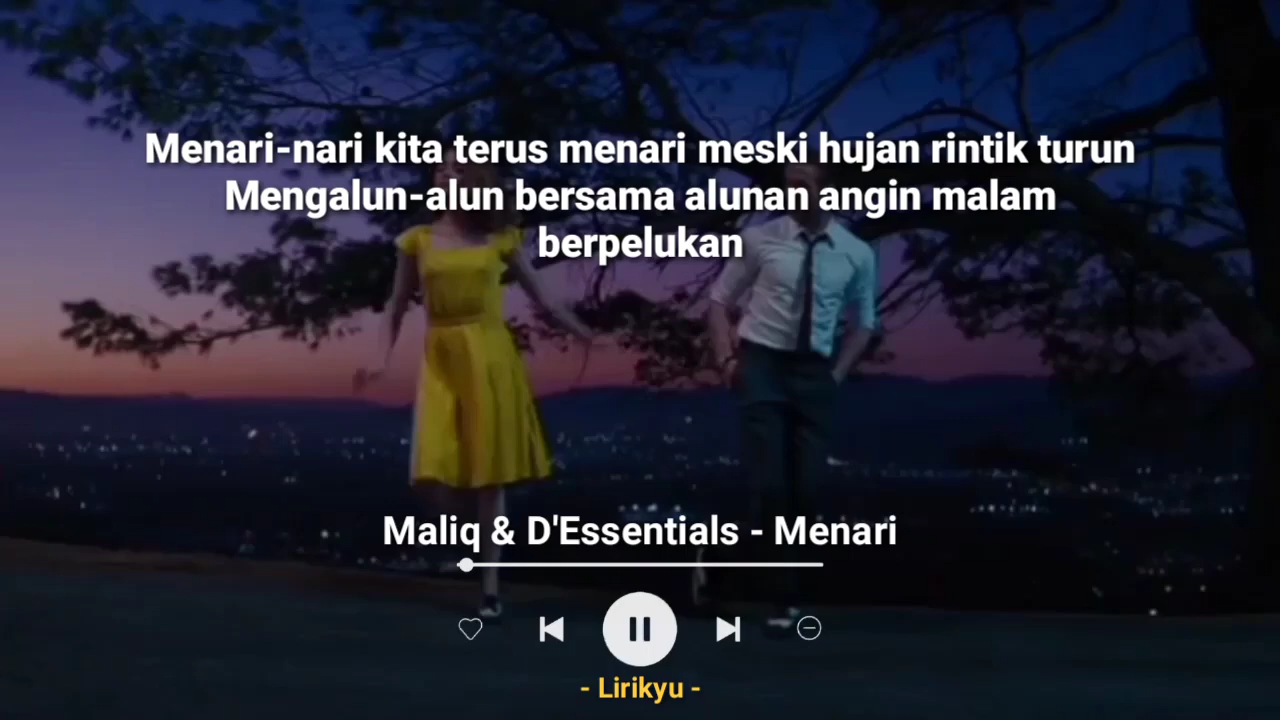 Menari-nari kita terus menari meski hujan rintik turun
Mengalun-alun bersama alunan angin malam
berpelukan
Maliq & D'Essentials - Menari
- Lirikyu -